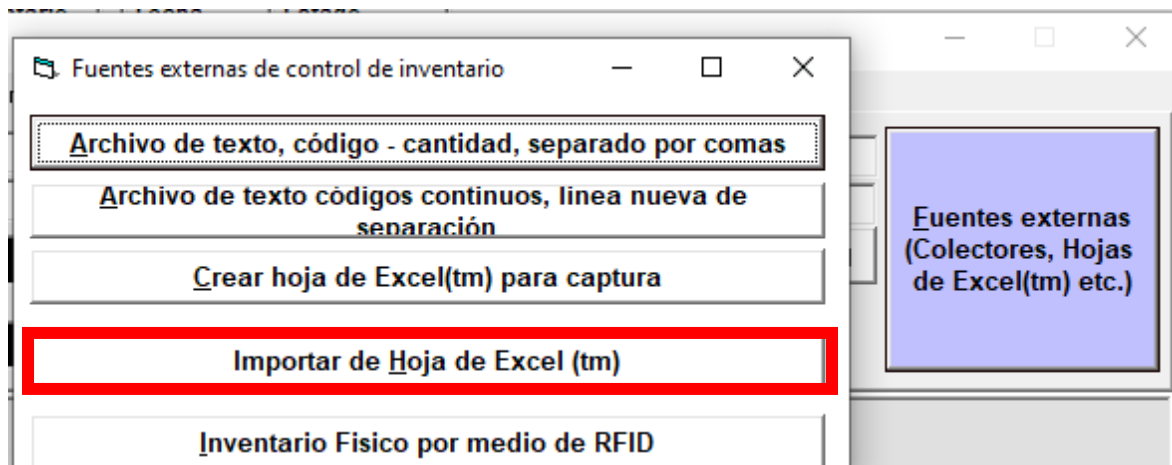 Fuentes externas de control de inventario
Archivo de texto, código - cantidad, separado por comas
Archivo de texto códigos continuos, linea nueva de
separación
Crear hoja de Excel(tm) para captura
Importar de Hoja de Excel (tm)
Inventario Fisico por medio de RFID
Fuentes externas
(Colectores, Hojas
de Excel(tm) etc.)